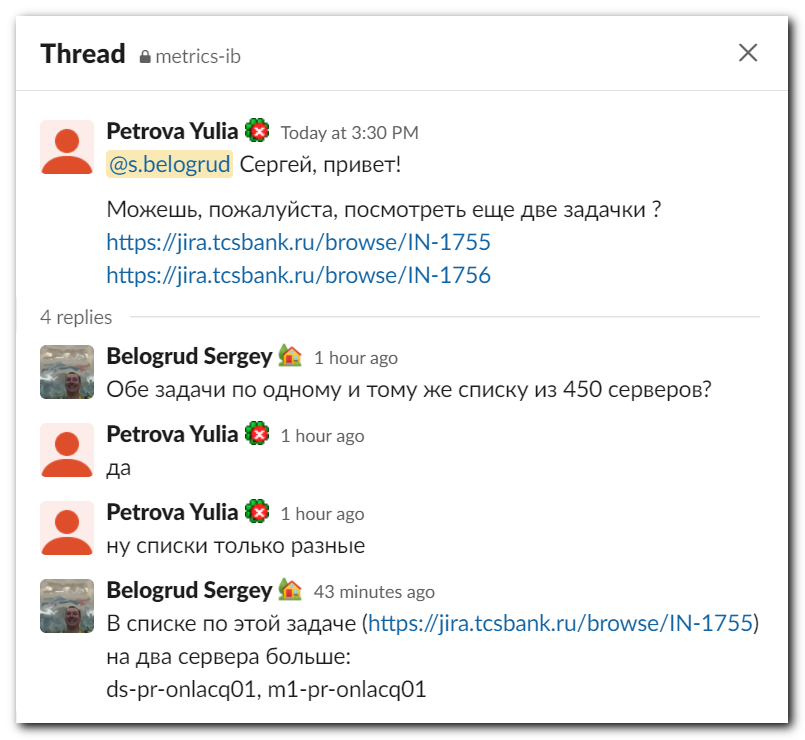 Thread metrics-ib
Petrova Yulia Today at 3:30 PM
@s.belogrud Сергей, привет!
Можешь, пожалуйста, посмотреть еще две задачки ?
https://jira.tcsbank.ru/browse/IN-1755
https://jira.tcsbank.ru/browse/IN-1756
4 replies
Belogrud Sergey 1 hour ago
Обе задачи по одному и тому же списку из 450 серверов?
Petrova Yulia 1 hour ago
да
Petrova Yulia 1 hour ago
ну списки только разные
Belogrud Sergey 43 minutes ago
В списке по этой задаче (https://jira.tcsbank.ru/browse/IN-1755)
на два сервера больше:
ds-pr-onlacq01, m1-pr-onlacq01